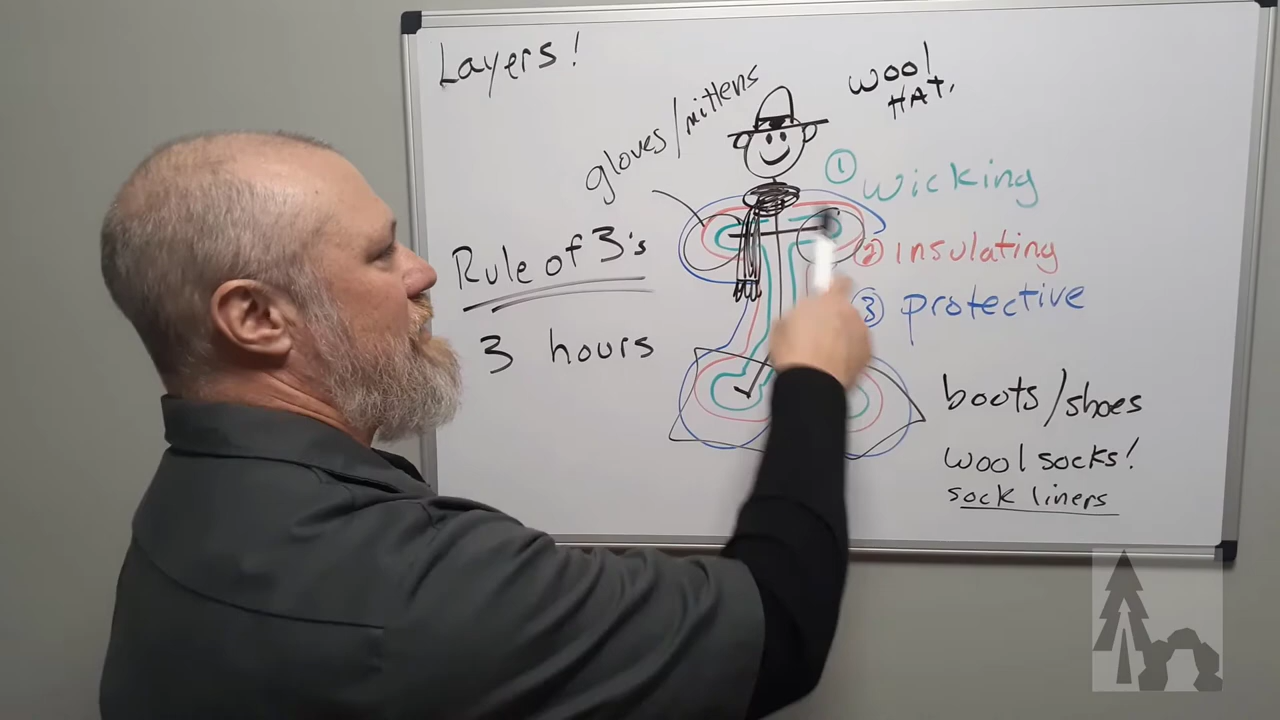 Layers!
wool
HAT.
gloves/mittens
① wicking
Rule of 3's
② insulating
③ protective
3 hours
boots/shoes
wool socks!
sock liners